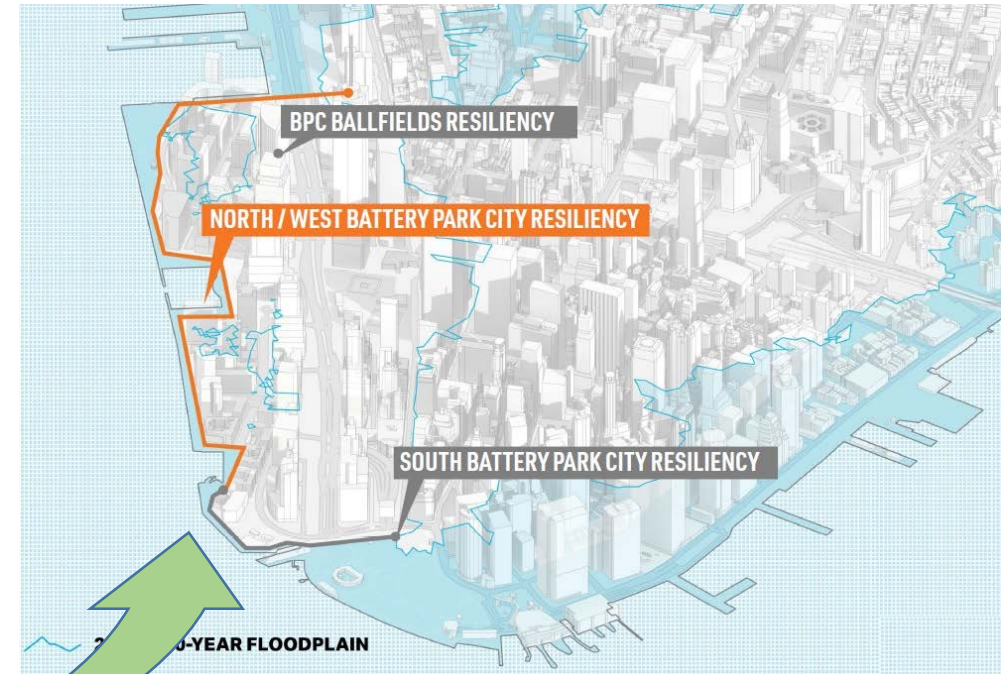 BPC BALLFIELDS RESILIENCY
NORTH / WEST BATTERY PARK CITY RESILIENCY
SOUTH BATTERY PARK CITY RESILIENCY
-YEAR FLOODPLAIN